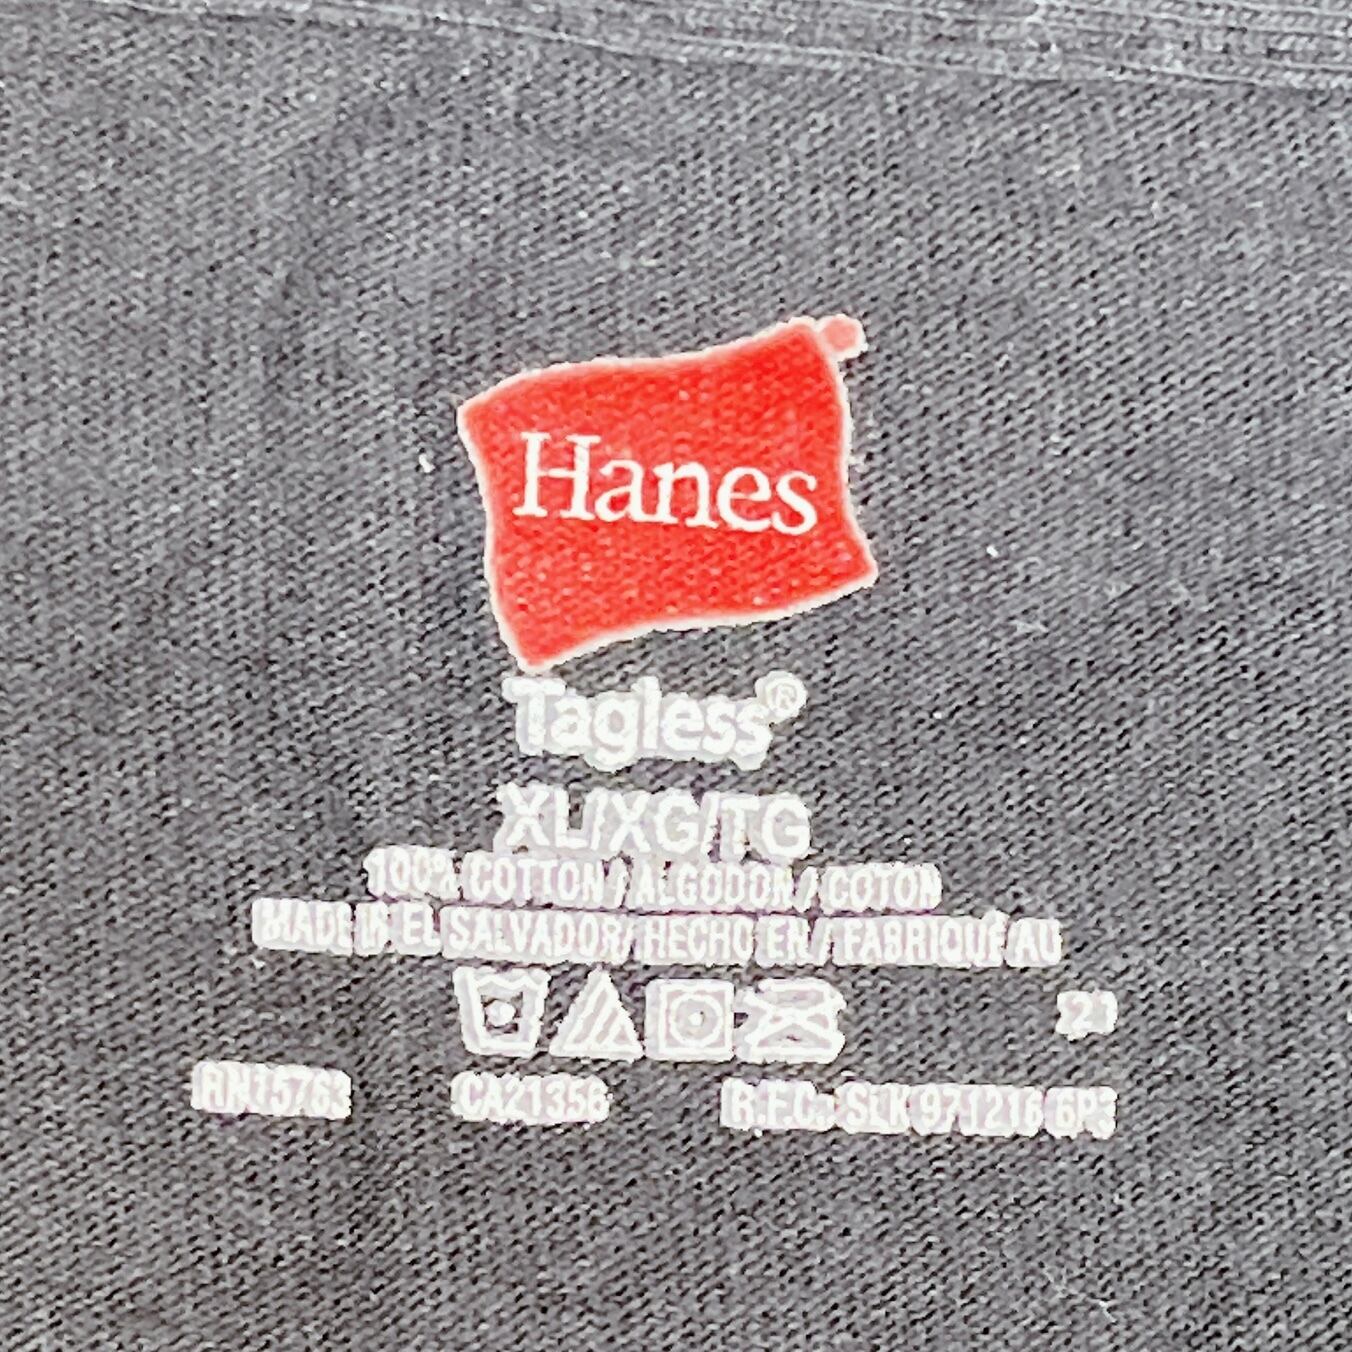 Hanes
Tagless®
XL/XG/TG
100% COTTON / ALGODON / COTON
MADE IN EL SALVADOR/ HECHO EN / FABRIQUÉ AU
21
RN15763 CA21356 R.F.C.: SLK 971216 6P3